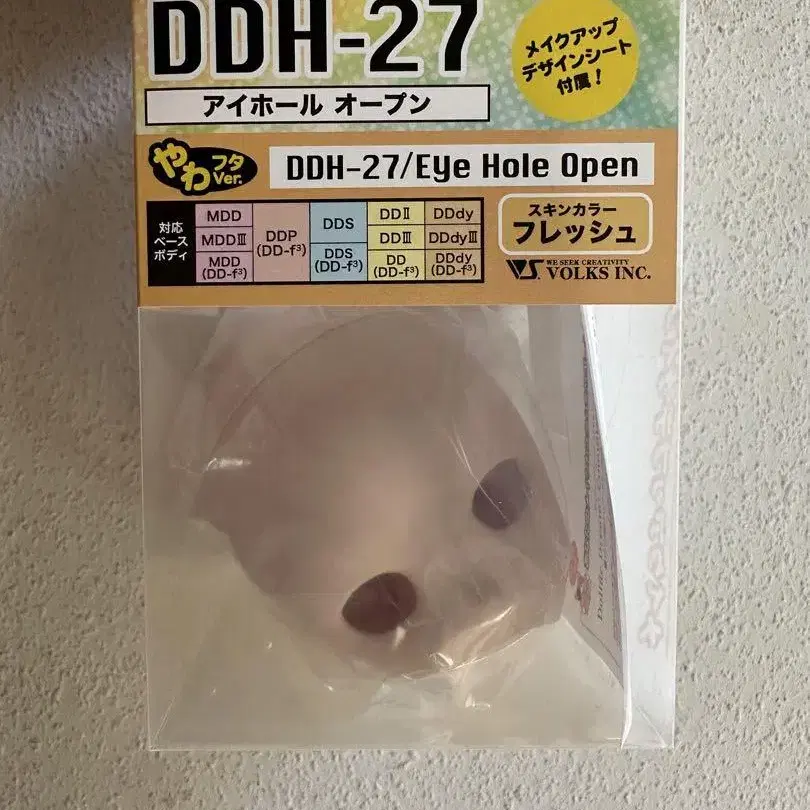 DDH-27
メイクアップ
デザインシート
付属！
アイホール オープン
やわフタVer.
DDH-27/Eye Hole Open
対応ベースボディ
MDD
MDDⅢ
MDD(DD-f³)
DDP(DD-f³)
DDS
DDS(DD-f³)
DDⅡ
DDⅢ
DD(DD-f³)
DDdy
DDdyⅢ
DDdy(DD-f³)
スキンカラー
フレッシュ
WE SEEK CREATIVITY
VS. VOLKS INC.